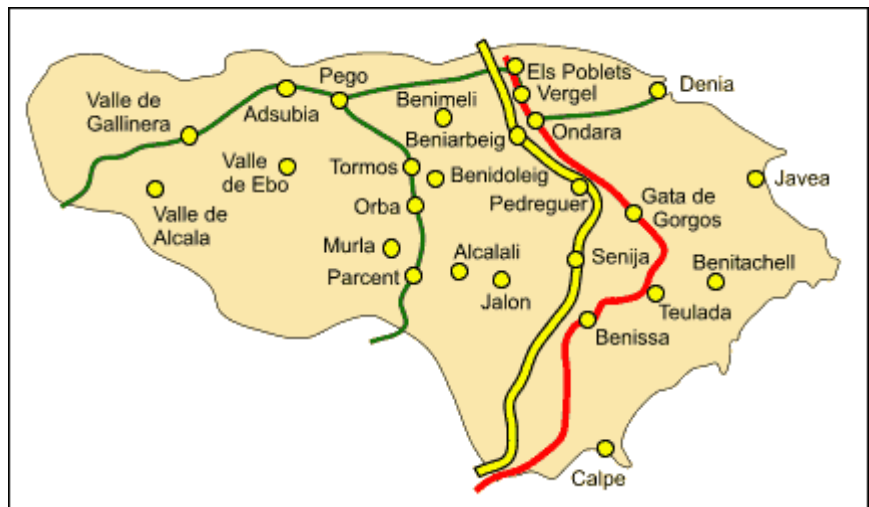 Pego
Els Poblets
Denia
Valle de
Gallinera
Adsubia
Benimeli
Vergel
Beniarbeig
Ondara
Valle
de Ebo
Tormos
Benidoleig
Javea
Valle de
Alcala
Orba
Pedreguer
Gata de
Gorgos
Murla
Alcalali
Senija
Benitachell
Parcent
Jalon
Teulada
Benissa
Calpe